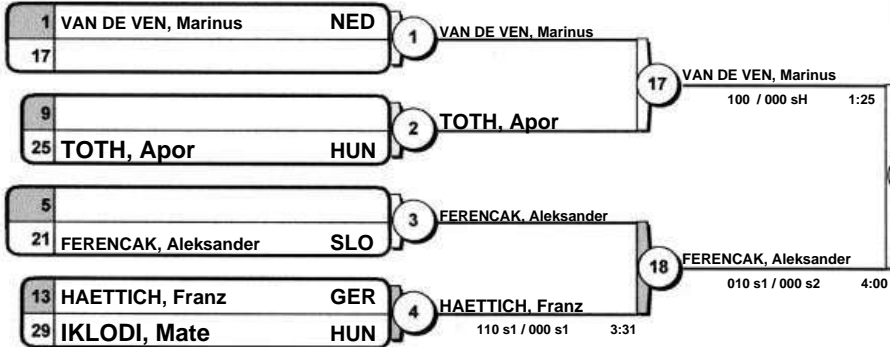 1 VAN DE VEN, Marinus NED
17
1 VAN DE VEN, Marinus
9
25 TOTH, Apor HUN
2 TOTH, Apor
17 VAN DE VEN, Marinus
100 / 000 sH 1:25
5
21 FERENCAK, Aleksander SLO
3 FERENCAK, Aleksander
13 HAETTICH, Franz GER
29 IKLODI, Mate HUN
4 HAETTICH, Franz
110 s1 / 000 s1 3:31
18 FERENCAK, Aleksander
010 s1 / 000 s2 4:00